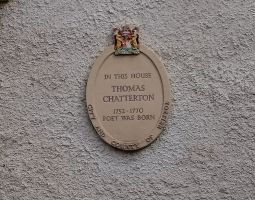 IN THIS HOUSE
THOMAS
CHATTERTON
1752-1770
POET WAS BORN
CITY AND COUNTY OF BRISTOL